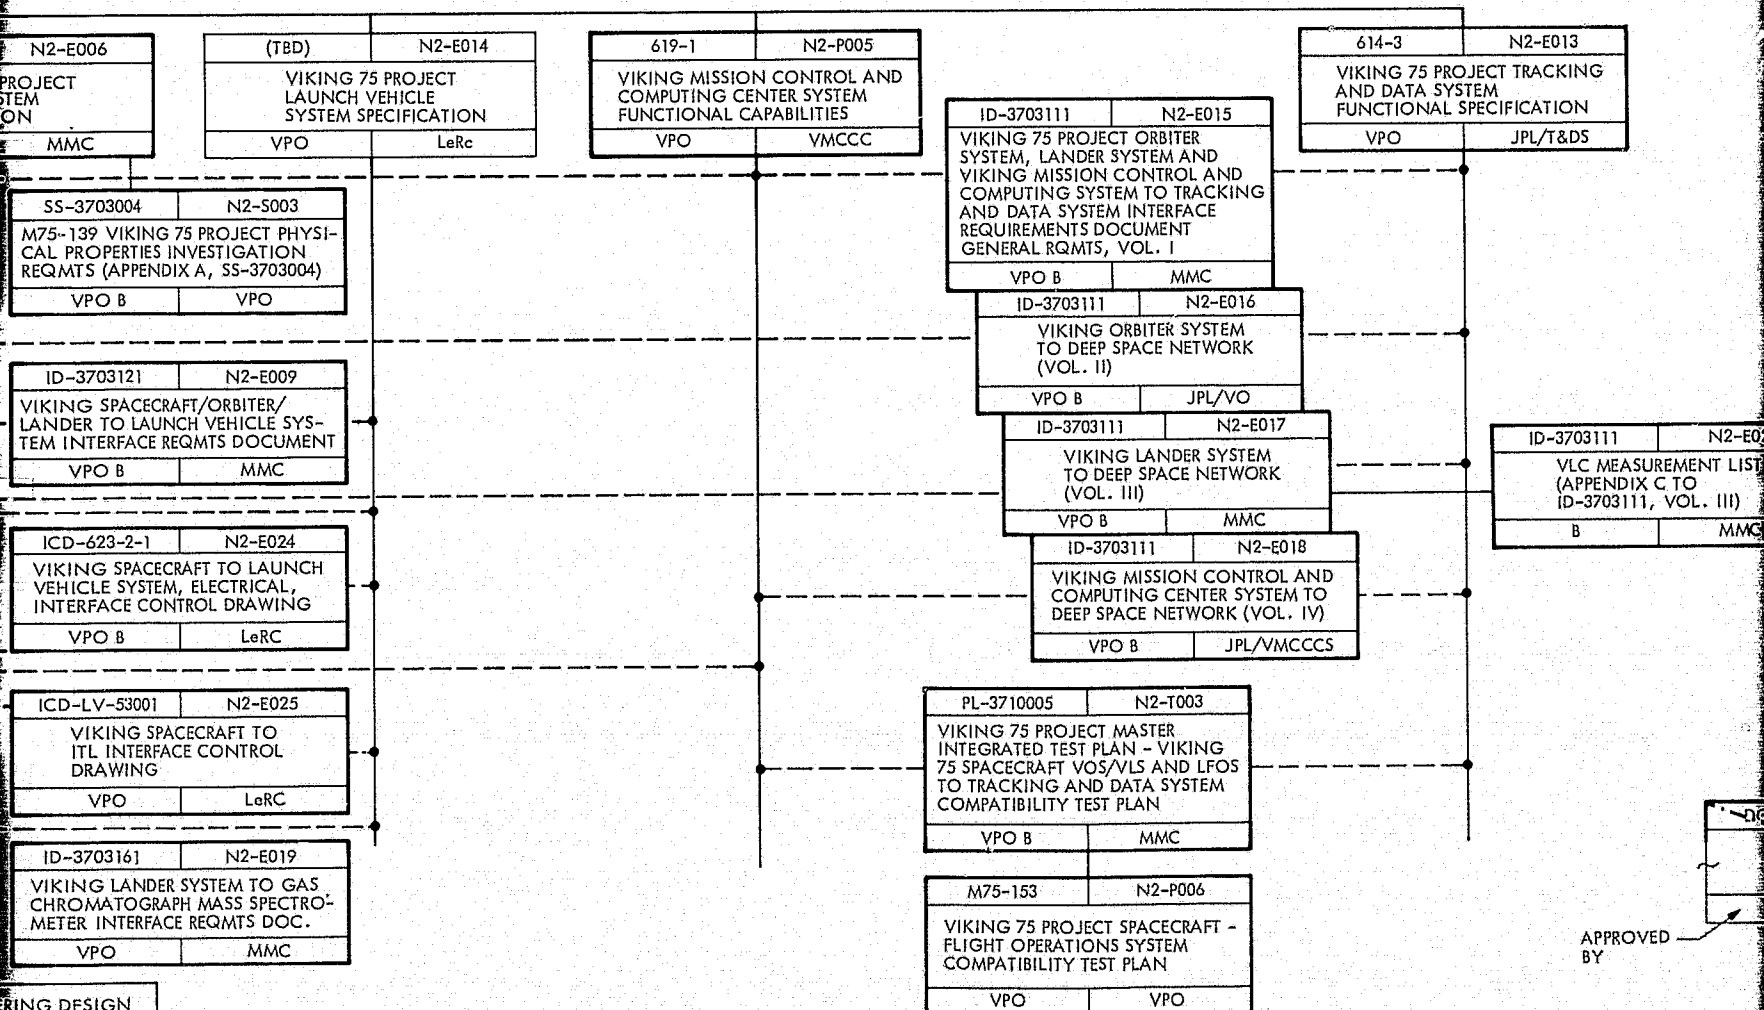 N2-E006
PROJECT
STEM
ON
MMC
(TBD) N2-E014
VIKING 75 PROJECT
LAUNCH VEHICLE
SYSTEM SPECIFICATION
VPO LeRc
619-1 N2-P005
VIKING MISSION CONTROL AND
COMPUTING CENTER SYSTEM
FUNCTIONAL CAPABILITIES
VPO VMCCC
614-3 N2-E013
VIKING 75 PROJECT TRACKING
AND DATA SYSTEM
FUNCTIONAL SPECIFICATION
VPO JPL/T&DS
SS-3703004 N2-S003
M75-139 VIKING 75 PROJECT PHYSI-
CAL PROPERTIES INVESTIGATION
REQMTS (APPENDIX A, SS-3703004)
VPO B VPO
ID-3703111 N2-E015
VIKING 75 PROJECT ORBITER
SYSTEM, LANDER SYSTEM AND
VIKING MISSION CONTROL AND
COMPUTING SYSTEM TO TRACKING
AND DATA SYSTEM INTERFACE
REQUIREMENTS DOCUMENT
GENERAL RQMTS, VOL. I
VPO B MMC
ID-3703111 N2-E016
VIKING ORBITER SYSTEM
TO DEEP SPACE NETWORK
(VOL. II)
VPO B JPL/VO
ID-3703121 N2-E009
VIKING SPACECRAFT/ORBITER/
LANDER TO LAUNCH VEHICLE SYS-
TEM INTERFACE REQMTS DOCUMENT
VPO B MMC
ID-3703111 N2-E017
VIKING LANDER SYSTEM
TO DEEP SPACE NETWORK
(VOL. III)
VPO B MMC
ID-3703111 N2-E0
VLC MEASUREMENT LIST
(APPENDIX C TO
ID-3703111, VOL. III)
B MMC
ICD-623-2-1 N2-E024
VIKING SPACECRAFT TO LAUNCH
VEHICLE SYSTEM, ELECTRICAL,
INTERFACE CONTROL DRAWING
VPO B LeRC
ID-3703111 N2-E018
VIKING MISSION CONTROL AND
COMPUTING CENTER SYSTEM TO
DEEP SPACE NETWORK (VOL. IV)
VPO B JPL/VMCCCS
ICD-LV-53001 N2-E025
VIKING SPACECRAFT TO
ITL INTERFACE CONTROL
DRAWING
VPO LeRC
PL-3710005 N2-T003
VIKING 75 PROJECT MASTER
INTEGRATED TEST PLAN - VIKING
75 SPACECRAFT VOS/VLS AND LFOS
TO TRACKING AND DATA SYSTEM
COMPATIBILITY TEST PLAN
VPO B MMC
ID-3703161 N2-E019
VIKING LANDER SYSTEM TO GAS
CHROMATOGRAPH MASS SPECTRO-
METER INTERFACE REQMTS DOC.
VPO MMC
M75-153 N2-P006
VIKING 75 PROJECT SPACECRAFT -
FLIGHT OPERATIONS SYSTEM
COMPATIBILITY TEST PLAN
VPO VPO
APPROVED
BY
ERING DESIGN